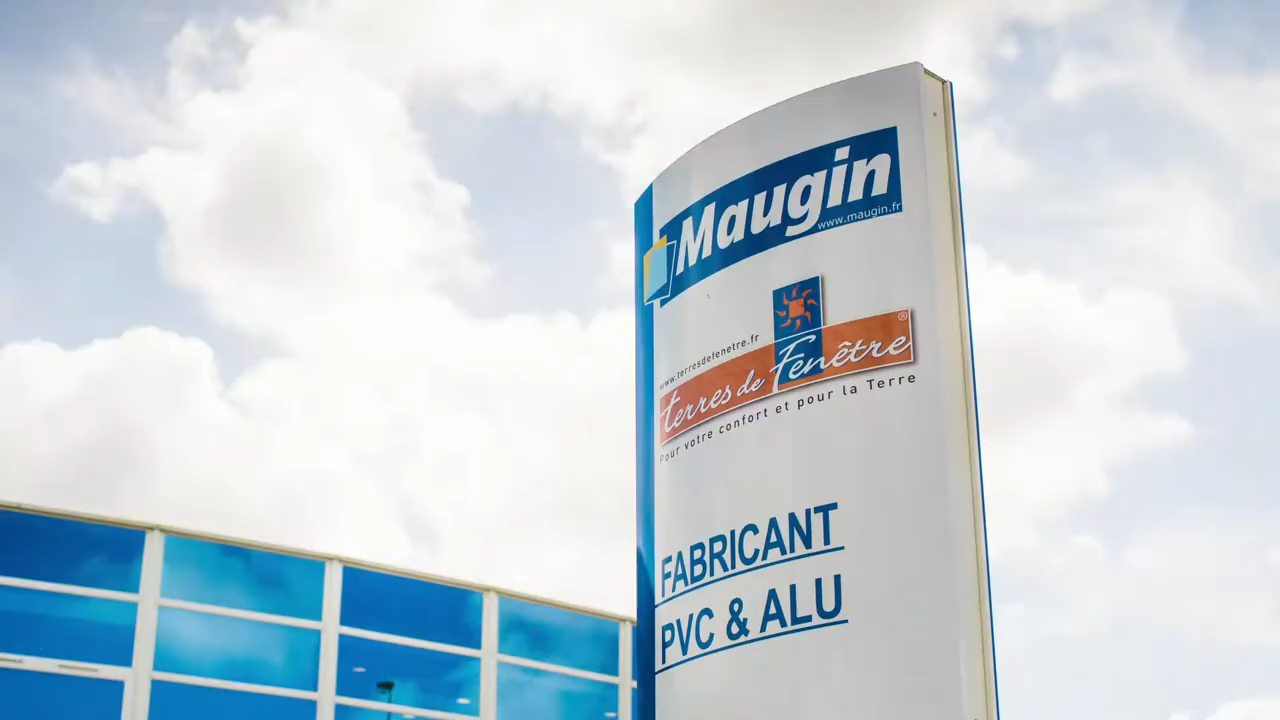 Maugin
www.maugin.fr
www.terresdefenetre.fr
terres de Fenêtre®
Pour votre confort et pour la Terre
FABRICANT
PVC & ALU